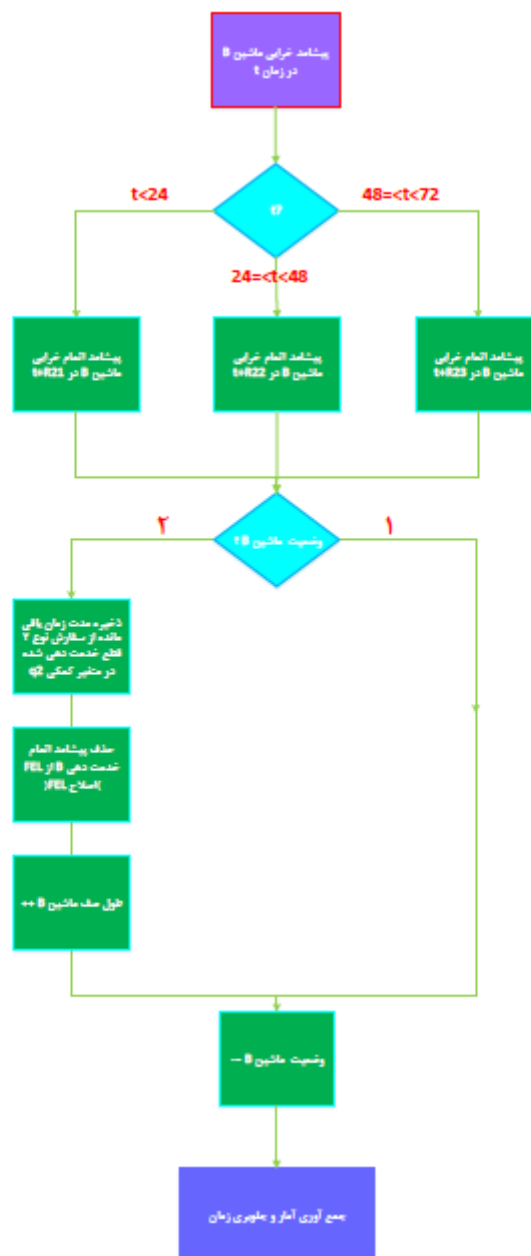 پیشامد خرابی ماشین B
در زمان t
t<24
t?
48=<t<72
24=<t<48
پیشامد اتمام خرابی
ماشین B در t+R21
پیشامد اتمام خرابی
ماشین B در t+R22
پیشامد اتمام خرابی
ماشین B در t+R23
۲
وضعیت ماشین B ؟
۱
ذخیره مدت زمان باقی
مانده از سفارش نوع ۲
قطع خدمت دهی شده
در متغیر کمکی q2
حذف پیشامد اتمام
خدمت دهی B از FEL
)اصلاح FEL(
طول صف ماشین B ++
وضعیت ماشین B --
جمع آوری آمار و جلوبری زمان